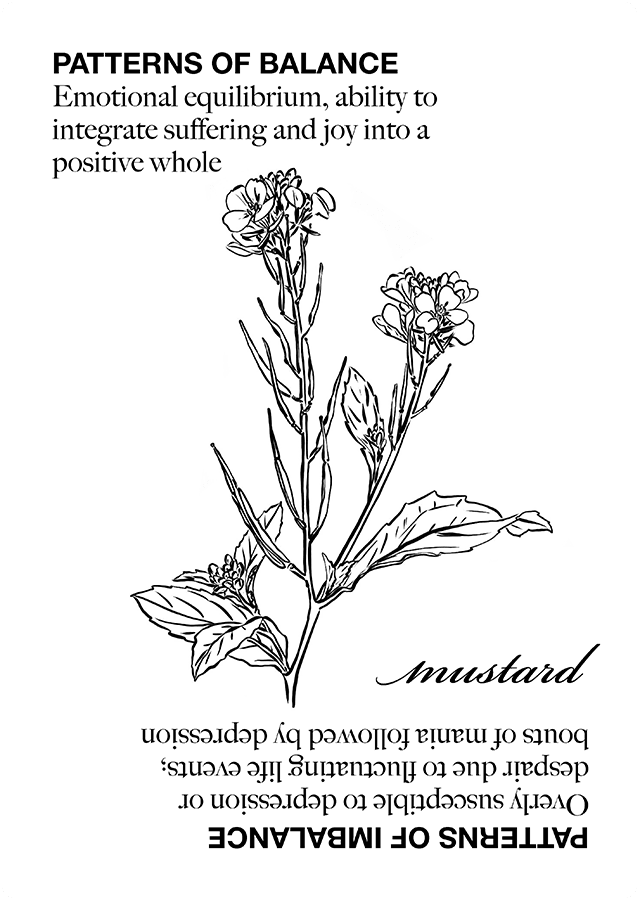 PATTERNS OF BALANCE
Emotional equilibrium, ability to
integrate suffering and joy into a
positive whole
mustard
PATTERNS OF IMBALANCE
Overly susceptible to depression or
despair due to fluctuating life events;
bouts of mania followed by depression